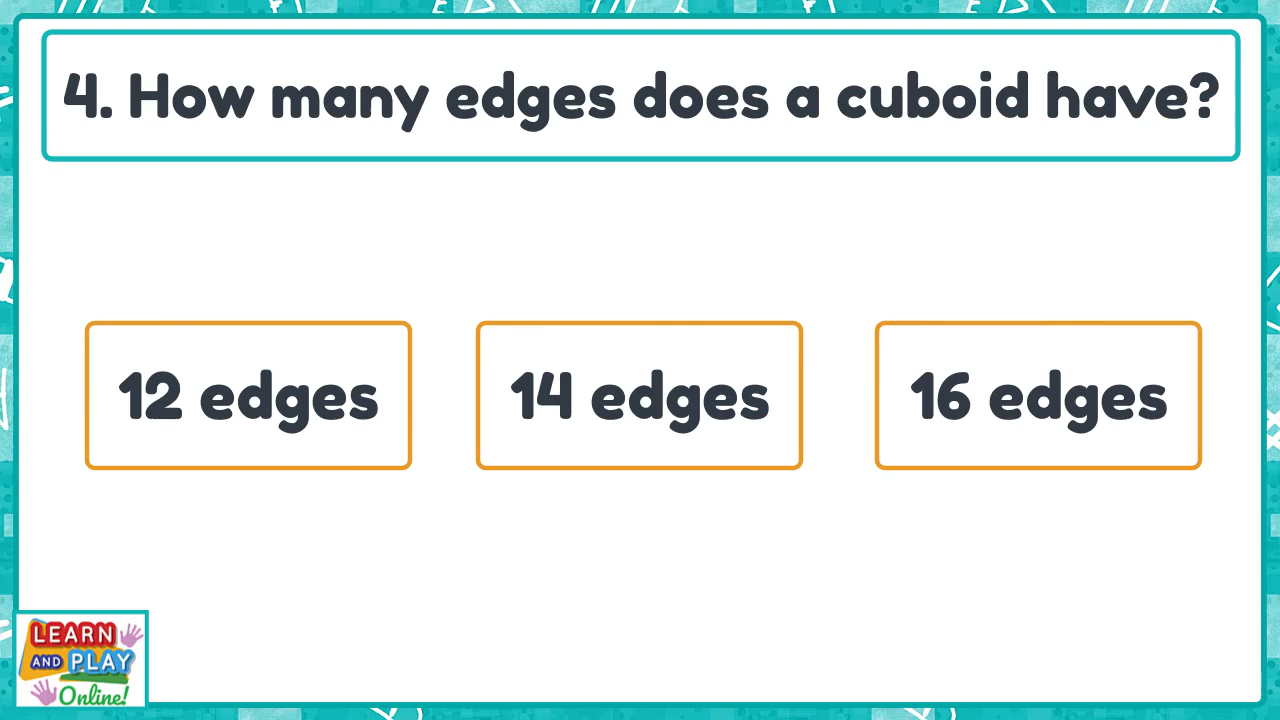 4. How many edges does a cuboid have?
12 edges
14 edges
16 edges
LEARN
AND PLAY
Online!